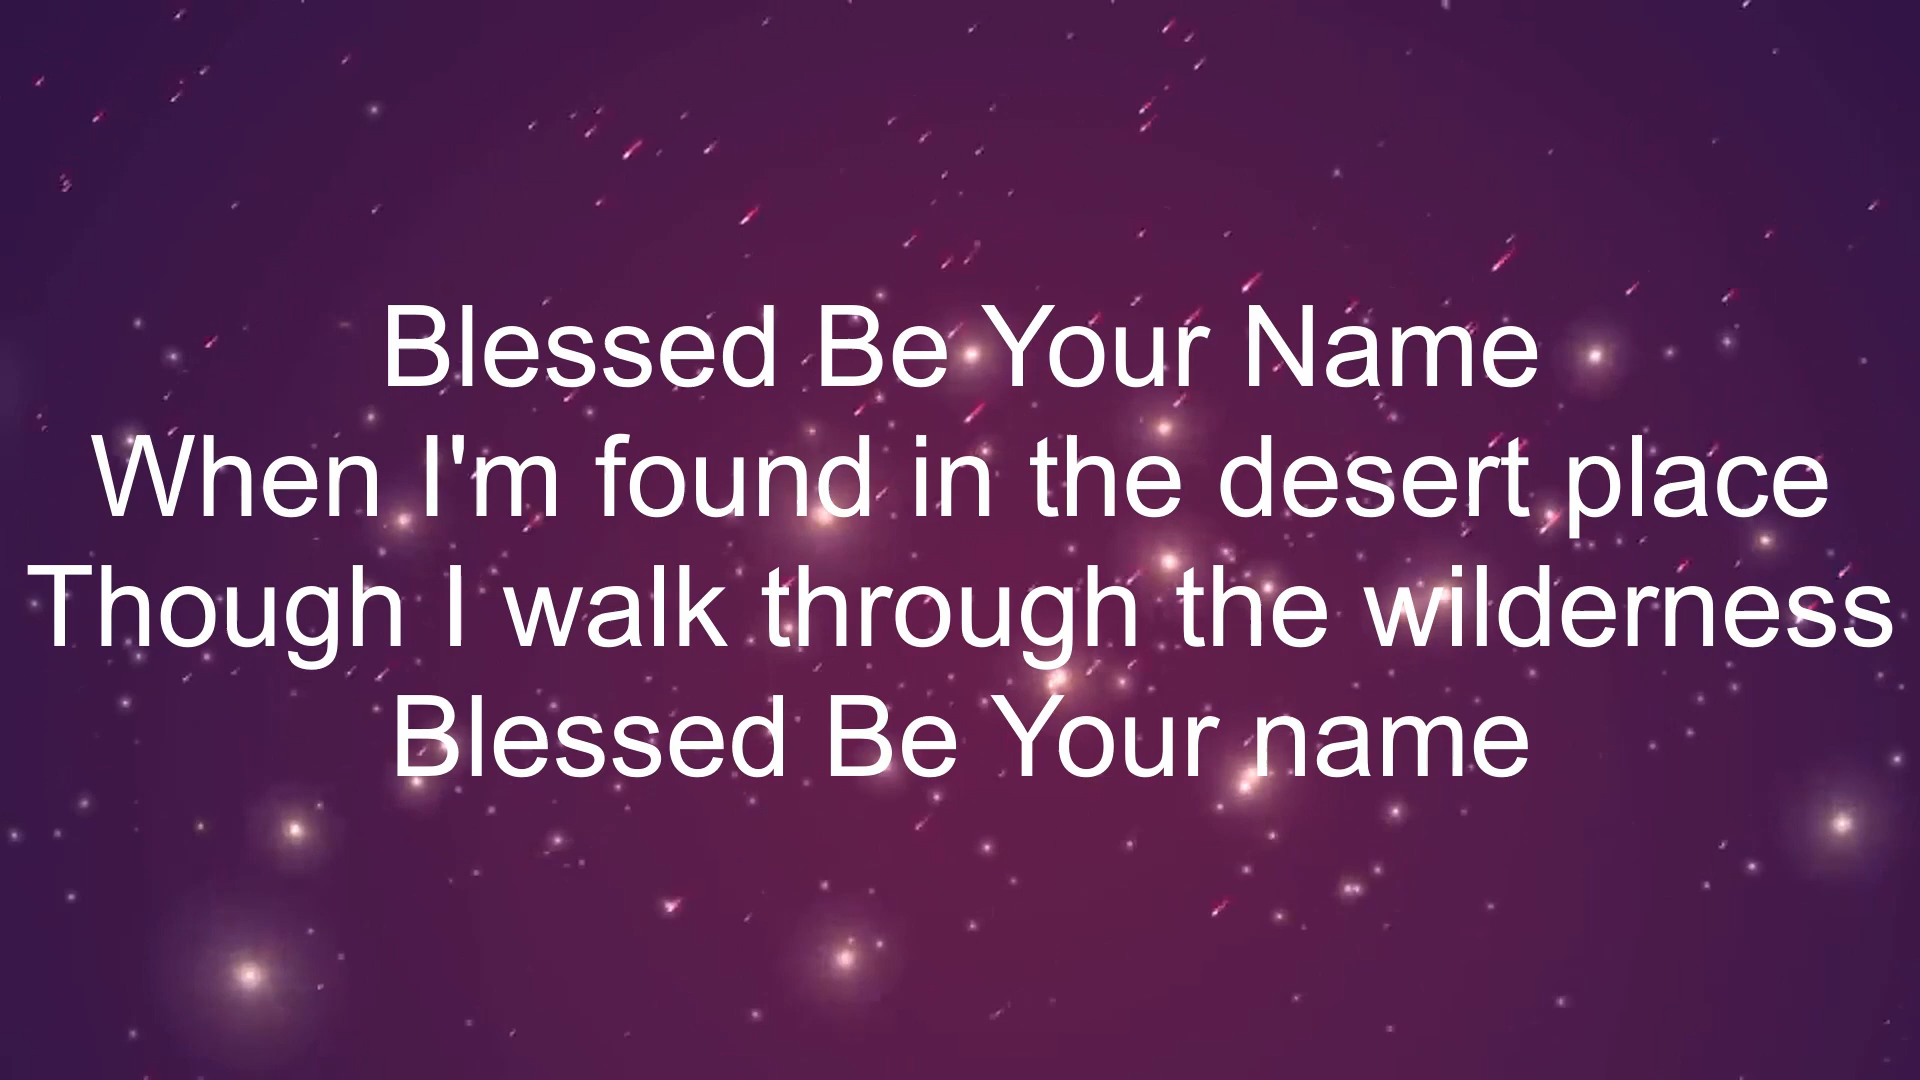 Blessed Be Your Name
When I'm found in the desert place
Though I walk through the wilderness
Blessed Be Your name